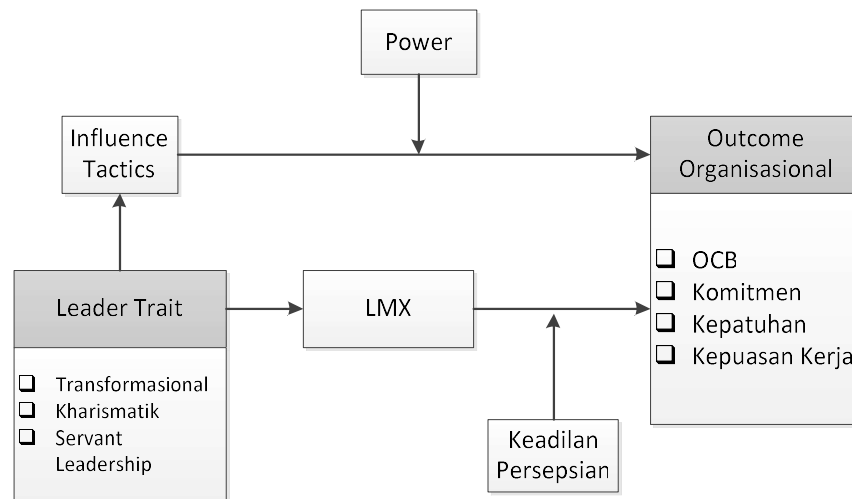 Power
Influence
Tactics
Outcome
Organisasional
OCB
Komitmen
Kepatuhan
Kepuasan Kerja
Leader Trait
LMX
Transformasional
Kharismatik
Servant
Leadership
Keadilan
Persepsian